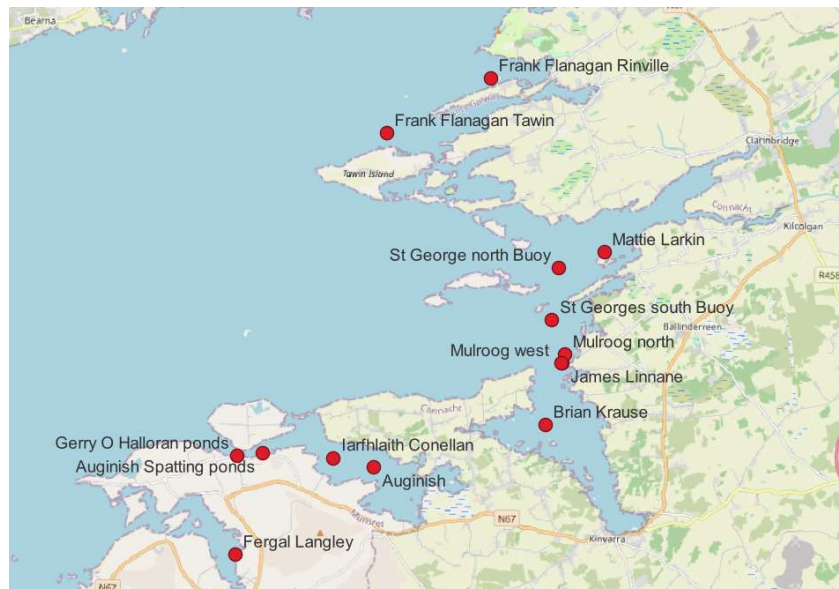 Bearna
N67
Frank Flanagan Rinville
Frank Flanagan Tawin
Clarinbridge
Tawin Island
Connacht
Kilcolgan
Mattie Larkin
St George north Buoy
R458
St Georges south Buoy
Ballinderreen
Mulroog north
Mulroog west
James Linnane
Connacht
Brian Krause
Gerry O Halloran ponds
Iarfhlaith Conellan
Auginish Spatting ponds
Auginish
Munster
N67
Kinvarra
Fergal Langley
N67